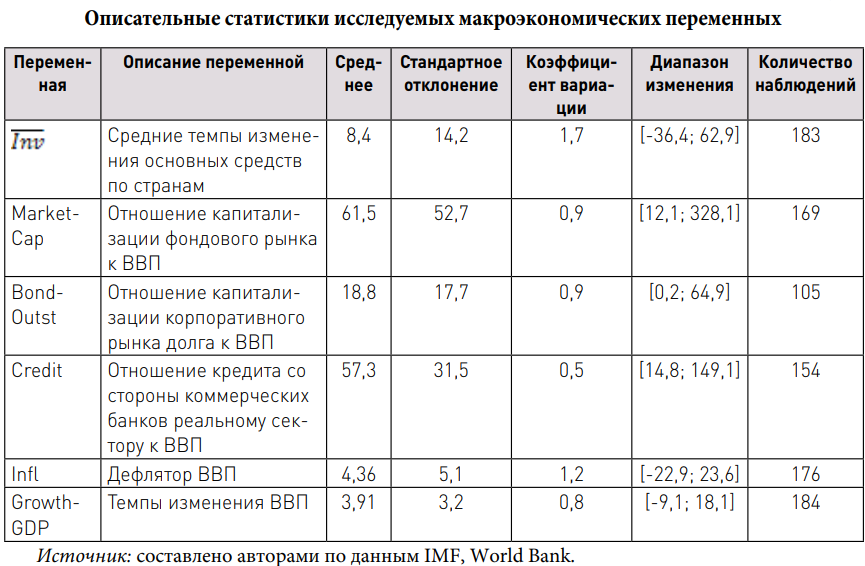 Описательные статистики исследуемых макроэкономических переменных
Перемен-
ная
Описание переменной
Сред-
нее
Стандартное
отклонение
Коэффици-
ент вариа-
ции
Диапазон
изменения
Количество
наблюдений
Inv
Средние темпы измене-
ния основных средств
по странам
8,4
14,2
1,7
[-36,4; 62,9]
183
Market-
Cap
Отношение капитали-
зации фондового рынка
к ВВП
61,5
52,7
0,9
[12,1; 328,1]
169
Bond-
Outst
Отношение капитали-
зации корпоративного
рынка долга к ВВП
18,8
17,7
0,9
[0,2; 64,9]
105
Credit
Отношение кредита со
стороны коммерческих
банков реальному сек-
тору к ВВП
57,3
31,5
0,5
[14,8; 149,1]
154
Infl
Дефлятор ВВП
4,36
5,1
1,2
[-22,9; 23,6]
176
Growth-
GDP
Темпы изменения ВВП
3,91
3,2
0,8
[-9,1; 18,1]
184
Источник: составлено авторами по данным IMF, World Bank.